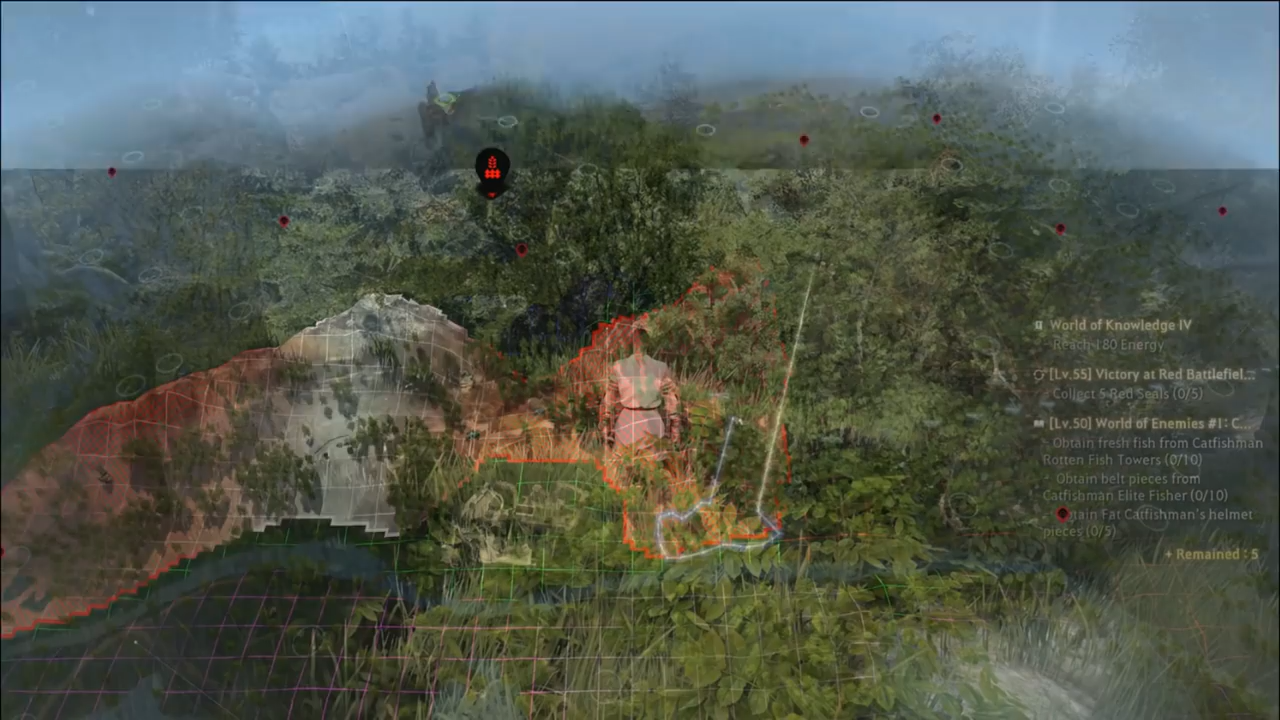 World of Knowledge IV
Reach 180 Energy
[Lv.55] Victory at Red Battlefiel...
Collect 5 Red Seals (0/5)
[Lv.50] World of Enemies #1: C...
- Obtain fresh fish from Catfishman
Rotten Fish Towers (0/10)
- Obtain belt pieces from
Catfishman Elite Fisher (0/10)
tain Fat Catfishman's helmet
pieces (0/5)
+ Remained : 5